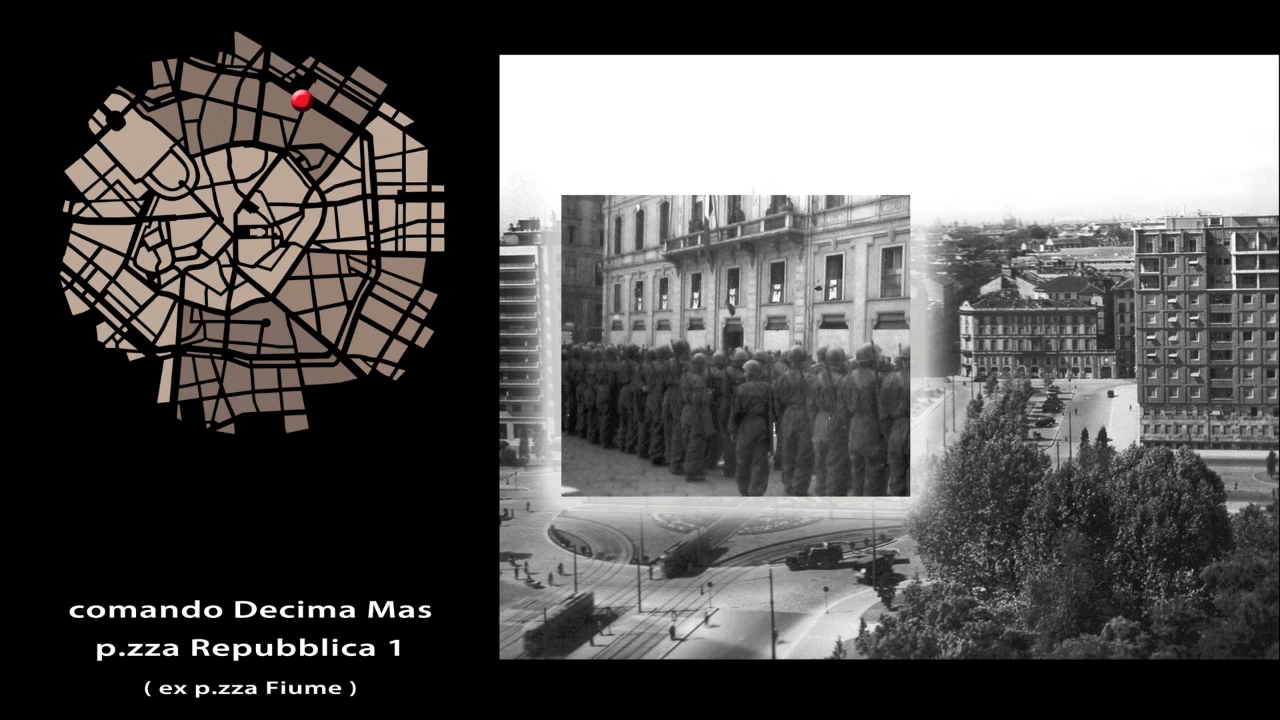 comando Decima Mas
p.zza Repubblica 1
( ex p.zza Fiume )